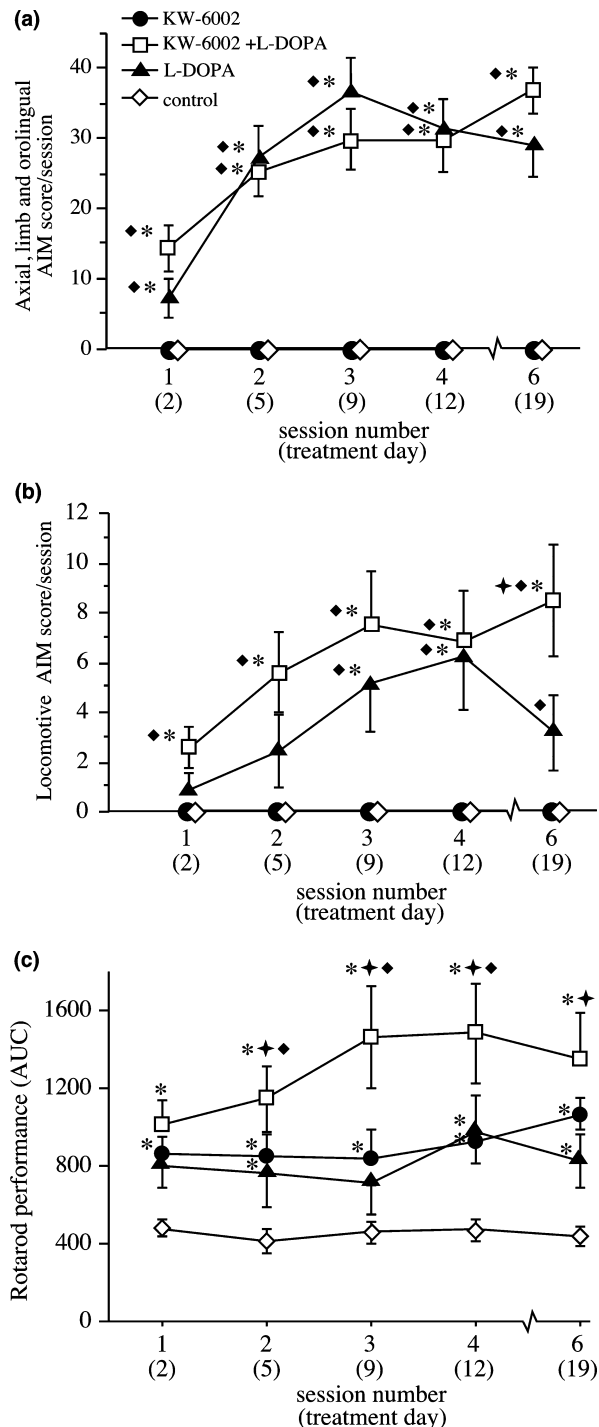 (a)
KW-6002
KW-6002 +L-DOPA
L-DOPA
control
Axial, limb and orolingual
AIM score/session
40
30
20
10
0
1 2 3 4 6
(2) (5) (9) (12) (19)
session number
(treatment day)
(b)
Locomotive AIM score/session
12
10
8
6
4
2
0
1 2 3 4 6
(2) (5) (9) (12) (19)
session number
(treatment day)
(c)
Rotarod performance (AUC)
1600
1200
800
400
0
1 2 3 4 6
(2) (5) (9) (12) (19)
session number
(treatment day)